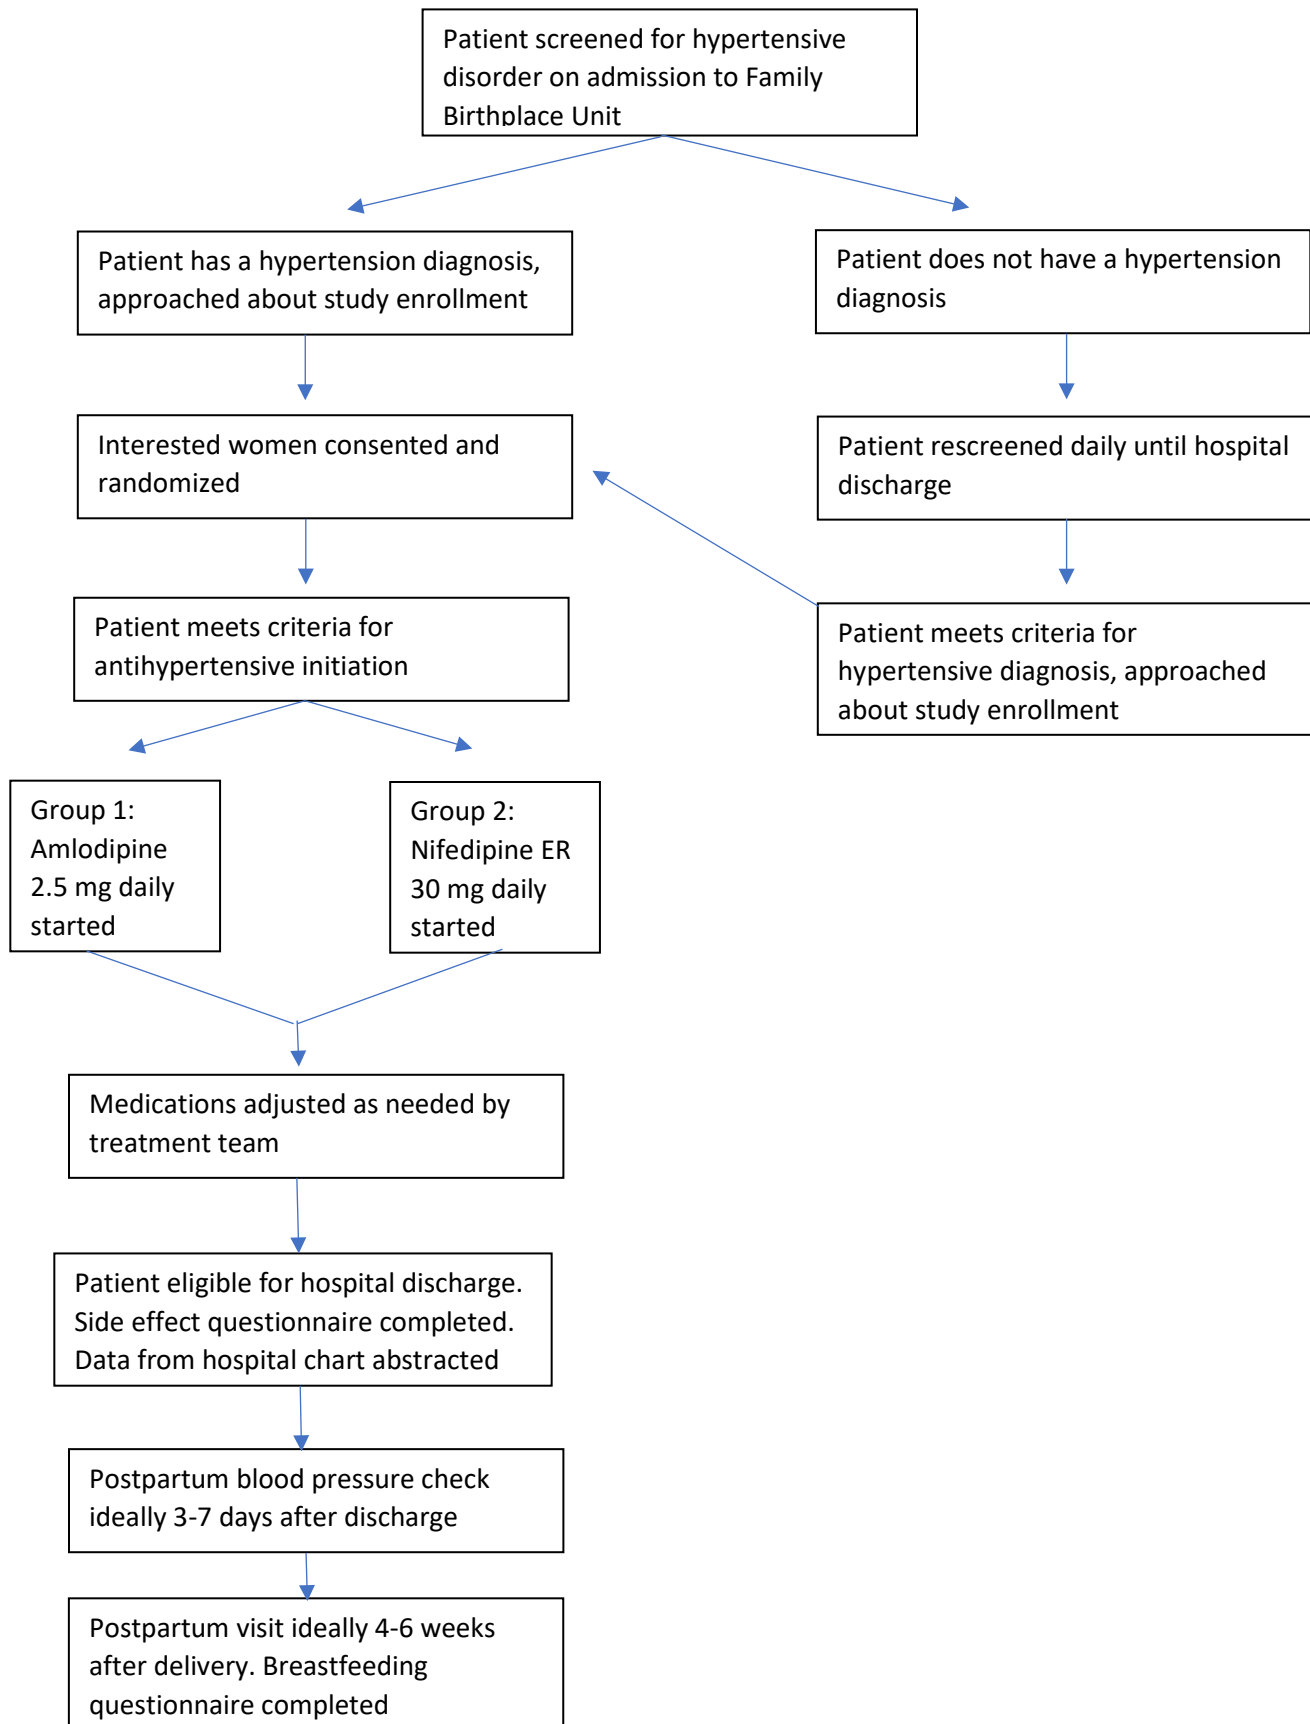 Patient screened for hypertensive
disorder on admission to Family
Birthplace Unit
Patient has a hypertension diagnosis,
approached about study enrollment
Patient does not have a hypertension
diagnosis
Interested women consented and
randomized
Patient rescreened daily until hospital
discharge
Patient meets criteria for
antihypertensive initiation
Patient meets criteria for
hypertensive diagnosis, approached
about study enrollment
Group 1:
Amlodipine
2.5 mg daily
started
Group 2:
Nifedipine ER
30 mg daily
started
Medications adjusted as needed by
treatment team
Patient eligible for hospital discharge.
Side effect questionnaire completed.
Data from hospital chart abstracted
Postpartum blood pressure check
ideally 3-7 days after discharge
Postpartum visit ideally 4-6 weeks
after delivery. Breastfeeding
questionnaire completed